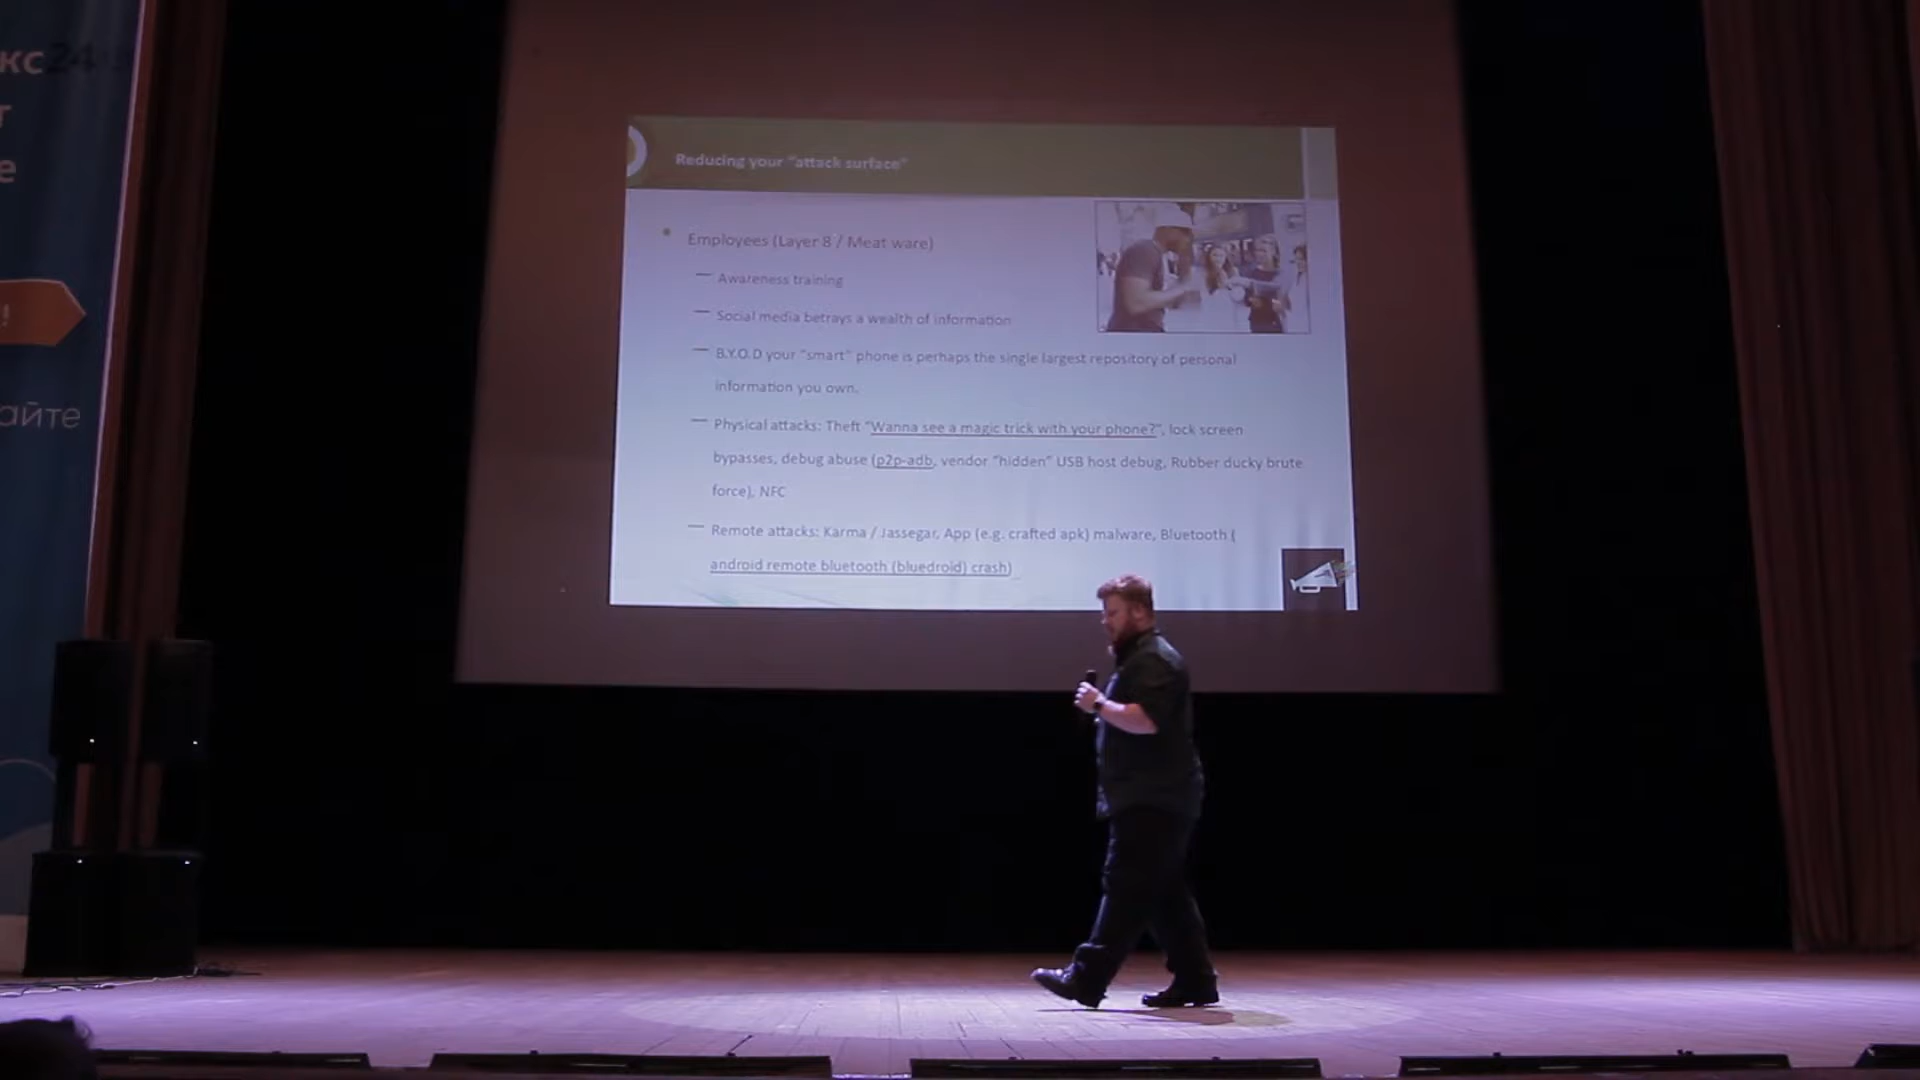 кс24
т
е
!
айте
Reducing your "attack surface"
• Employees (Layer 8 / Meat ware)
— Awareness training
— Social media betrays a wealth of information
— B.Y.O.D your "smart" phone is perhaps the single largest repository of personal
information you own.
— Physical attacks: Theft "Wanna see a magic trick with your phone?", lock screen
bypasses, debug abuse (p2p-adb, vendor "hidden" USB host debug, Rubber ducky brute
force), NFC
— Remote attacks: Karma / Jassegar, App (e.g. crafted apk) malware, Bluetooth (
android remote bluetooth (bluedroid) crash)